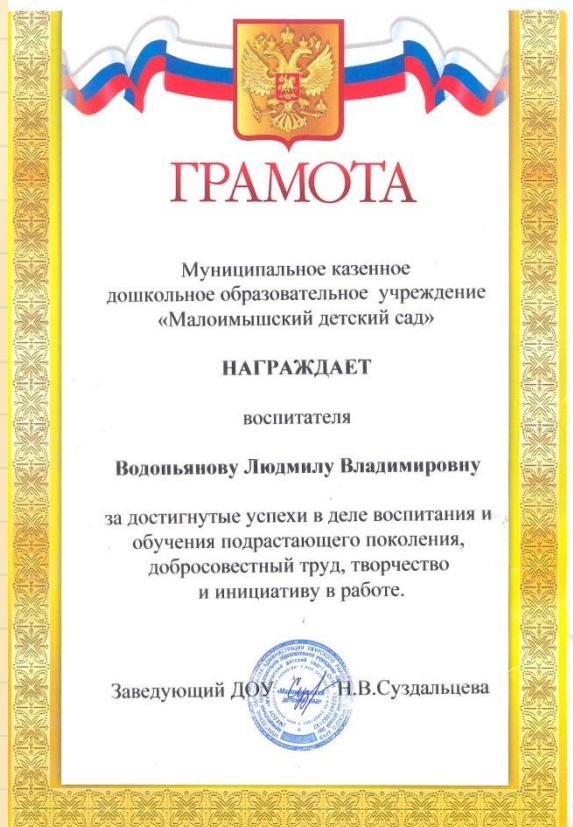 ГРАМОТА
Муниципальное казенное
дошкольное образовательное учреждение
«Малоимышский детский сад»
НАГРАЖДАЕТ
воспитателя
Водопьянову Людмилу Владимировну
за достигнутые успехи в деле воспитания и
обучения подрастающего поколения,
добросовестный труд, творчество
и инициативу в работе.
Заведующий ДОУ Н.В.Суздальцева